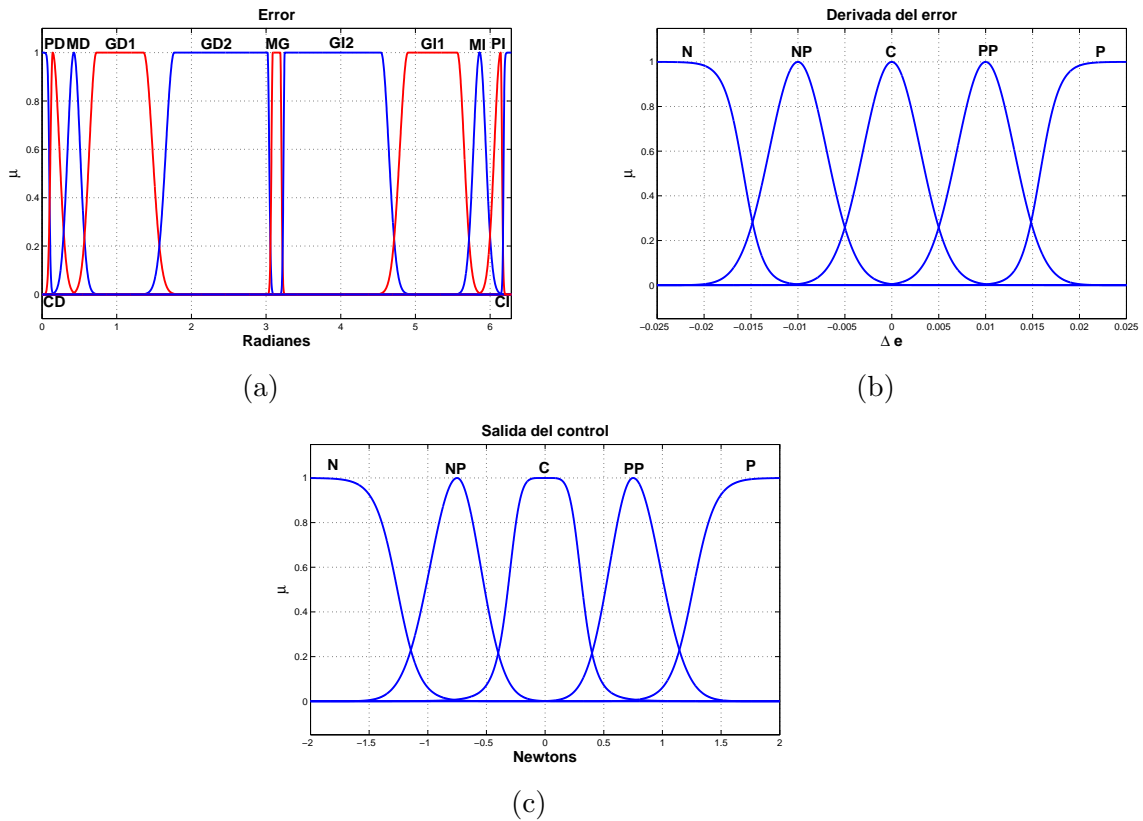 Error
PD MD GD1 GD2 MG GI2 GI1 MI PI
1
0.8
0.6
μ
0.4
0.2
0
CD CI
0 1 2 3 4 5 6
Radianes
(a)
Derivada del error
N NP C PP P
1
0.8
0.6
μ
0.4
0.2
0
−0.025 −0.02 −0.015 −0.01 −0.005 0 0.005 0.01 0.015 0.02 0.025
Δ e
(b)
Salida del control
N NP C PP P
1
0.8
0.6
μ
0.4
0.2
0
−2 −1.5 −1 −0.5 0 0.5 1 1.5 2
Newtons
(c)